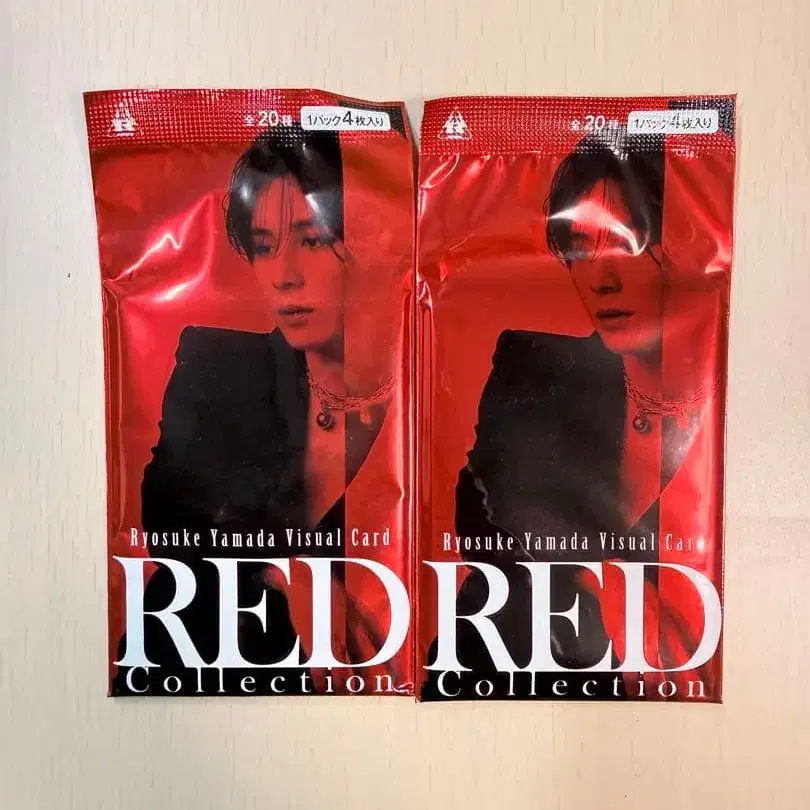 全20種 1パック4枚入り
Ryosuke Yamada Visual Card
RED
Collection
全20種 1パック4枚入り
Ryosuke Yamada Visual Card
RED
Collection